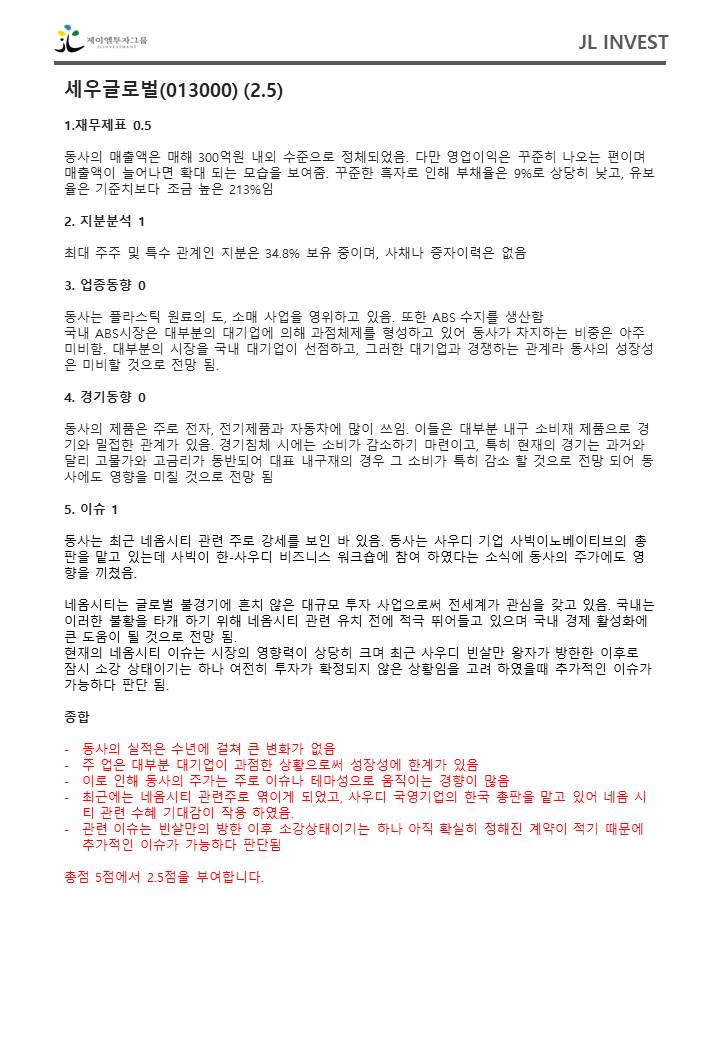 제이엘투자그룹
JLINVESTMENT
JL INVEST
세우글로벌(013000) (2.5)
1.재무제표 0.5
동사의 매출액은 매해 300억원 내외 수준으로 정체되었음. 다만 영업이익은 꾸준히 나오는 편이며
매출액이 늘어나면 확대 되는 모습을 보여줌. 꾸준한 흑자로 인해 부채율은 9%로 상당히 낮고, 유보
율은 기준치보다 조금 높은 213%임
2. 지분분석 1
최대 주주 및 특수 관계인 지분은 34.8% 보유 중이며, 사채나 증자이력은 없음
3. 업종동향 0
동사는 플라스틱 원료의 도, 소매 사업을 영위하고 있음. 또한 ABS 수지를 생산함
국내 ABS시장은 대부분의 대기업에 의해 과점체제를 형성하고 있어 동사가 차지하는 비중은 아주
미비함. 대부분의 시장을 국내 대기업이 선점하고, 그러한 대기업과 경쟁하는 관계라 동사의 성장성
은 미비할 것으로 전망 됨.
4. 경기동향 0
동사의 제품은 주로 전자, 전기제품과 자동차에 많이 쓰임. 이들은 대부분 내구 소비재 제품으로 경
기와 밀접한 관계가 있음. 경기침체 시에는 소비가 감소하기 마련이고, 특히 현재의 경기는 과거와
달리 고물가와 고금리가 동반되어 대표 내구재의 경우 그 소비가 특히 감소 할 것으로 전망 되어 동
사에도 영향을 미칠 것으로 전망 됨
5. 이슈 1
동사는 최근 네옴시티 관련 주로 강세를 보인 바 있음. 동사는 사우디 기업 사빅이노베이티브의 총
판을 맡고 있는데 사빅이 한-사우디 비즈니스 워크숍에 참여 하였다는 소식에 동사의 주가에도 영
향을 끼쳤음.
네옴시티는 글로벌 불경기에 흔치 않은 대규모 투자 사업으로써 전세계가 관심을 갖고 있음. 국내는
이러한 불황을 타개 하기 위해 네옴시티 관련 유치 전에 적극 뛰어들고 있으며 국내 경제 활성화에
큰 도움이 될 것으로 전망 됨.
현재의 네옴시티 이슈는 시장의 영향력이 상당히 크며 최근 사우디 빈살만 왕자가 방한한 이후로
잠시 소강 상태이기는 하나 여전히 투자가 확정되지 않은 상황임을 고려 하였을때 추가적인 이슈가
가능하다 판단 됨.
종합
- 동사의 실적은 수년에 걸쳐 큰 변화가 없음
- 주 업은 대부분 대기업이 과점한 상황으로써 성장성에 한계가 있음
- 이로 인해 동사의 주가는 주로 이슈나 테마성으로 움직이는 경향이 많음
- 최근에는 네옴시티 관련주로 엮이게 되었고, 사우디 국영기업의 한국 총판을 맡고 있어 네옴 시
티 관련 수혜 기대감이 작용 하였음.
- 관련 이슈는 빈살만의 방한 이후 소강상태이기는 하나 아직 확실히 정해진 계약이 적기 때문에
추가적인 이슈가 가능하다 판단됨
총점 5점에서 2.5점을 부여합니다.